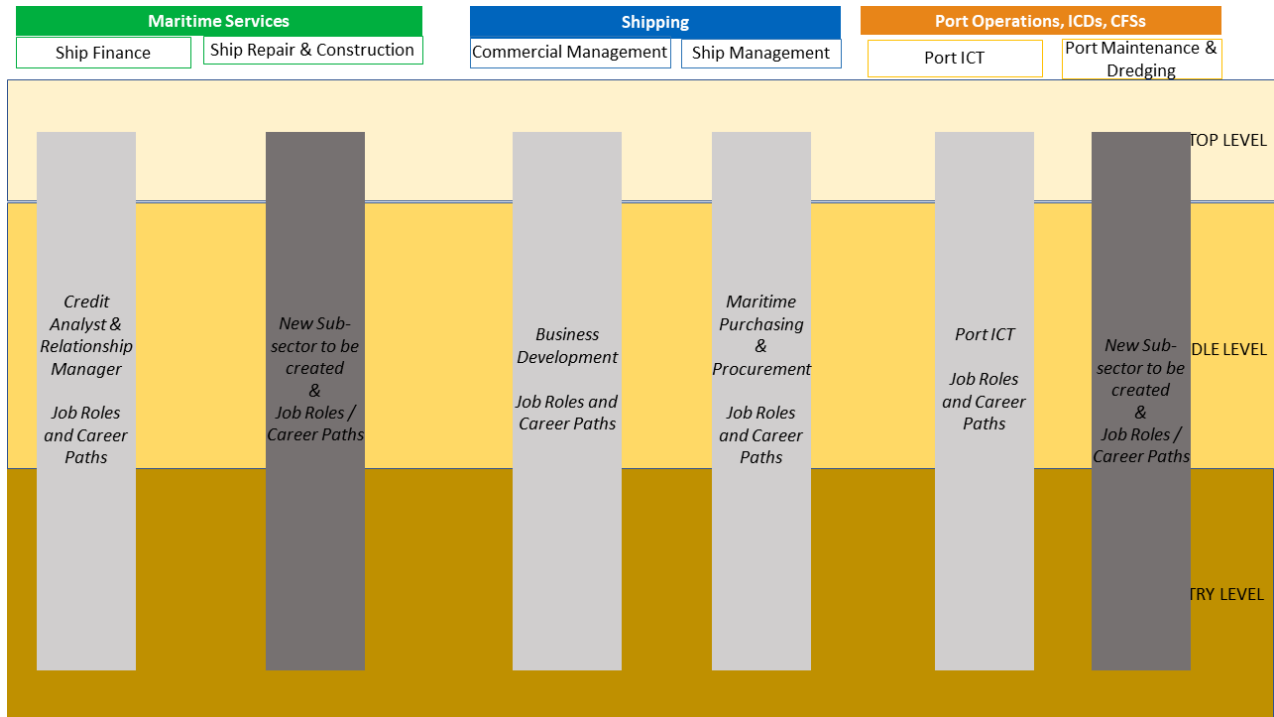 Maritime Services
Shipping
Port Operations, ICDs, CFSs
Ship Finance
Ship Repair & Construction
Commercial Management
Ship Management
Port ICT
Port Maintenance &
Dredging
TOP LEVEL
Credit
Analyst &
Relationship
Manager
Job Roles
and Career
Paths
New Sub-
sector to be
created
&
Job Roles /
Career Paths
Business
Development
Job Roles and
Career Paths
Maritime
Purchasing
&
Procurement
Job Roles
and Career
Paths
Port ICT
Job Roles
and Career
Paths
New Sub-
sector to be
created
&
Job Roles /
Career Paths
DLE LEVEL
TRY LEVEL